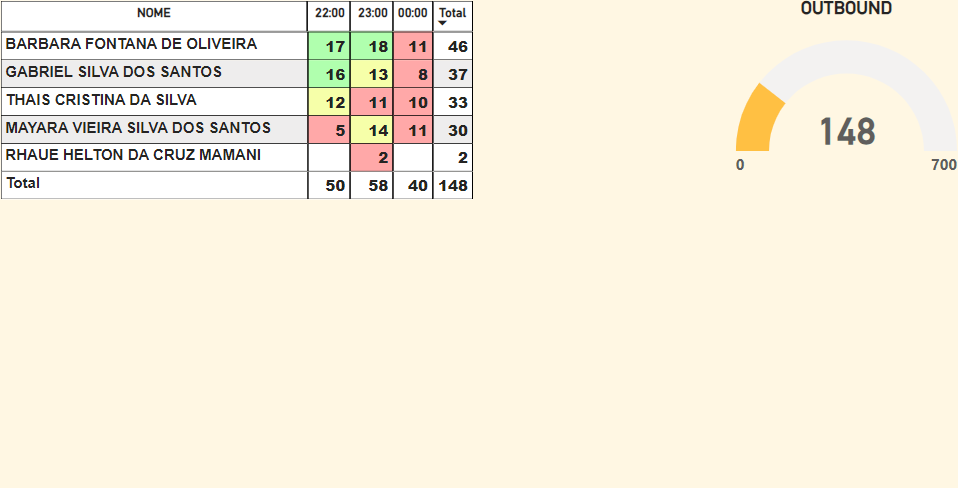 NOME 22:00 23:00 00:00 Total
BARBARA FONTANA DE OLIVEIRA 17 18 11 46
GABRIEL SILVA DOS SANTOS 16 13 8 37
THAIS CRISTINA DA SILVA 12 11 10 33
MAYARA VIEIRA SILVA DOS SANTOS 5 14 11 30
RHAUE HELTON DA CRUZ MAMANI 2 2
Total 50 58 40 148
OUTBOUND
148
0 700